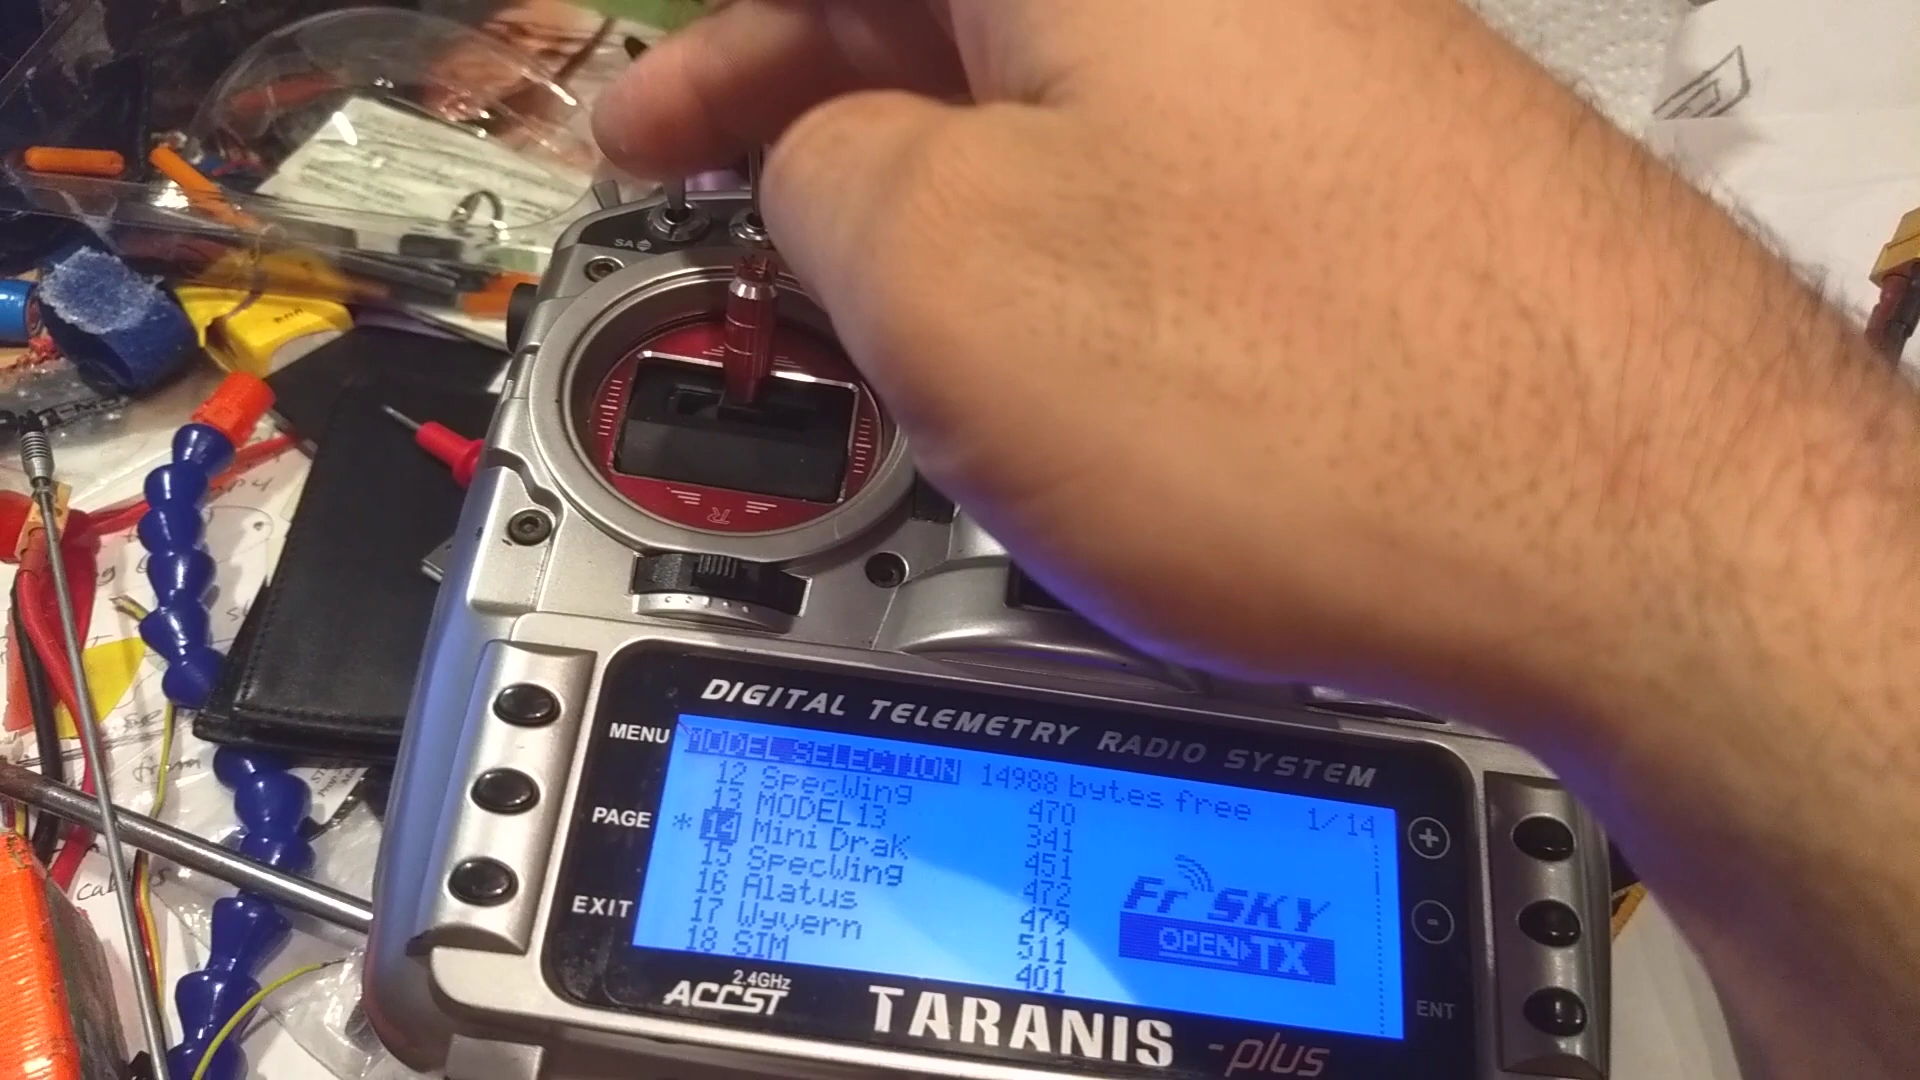 SA
R
DIGITAL TELEMETRY RADIO SYSTEM
MENU
PAGE
EXIT
MODEL SELECTION 14988 bytes free 1/14
12 SpecWing 470
13 MODEL13 341
* 14 Mini Drak 451
15 SpecWing 472
16 Alatus 479
17 Wyvern 511
18 SIM 401
FrSKY
OPEN TX
+
-
ENT
2.4GHz
ACCST
TARANIS -plus